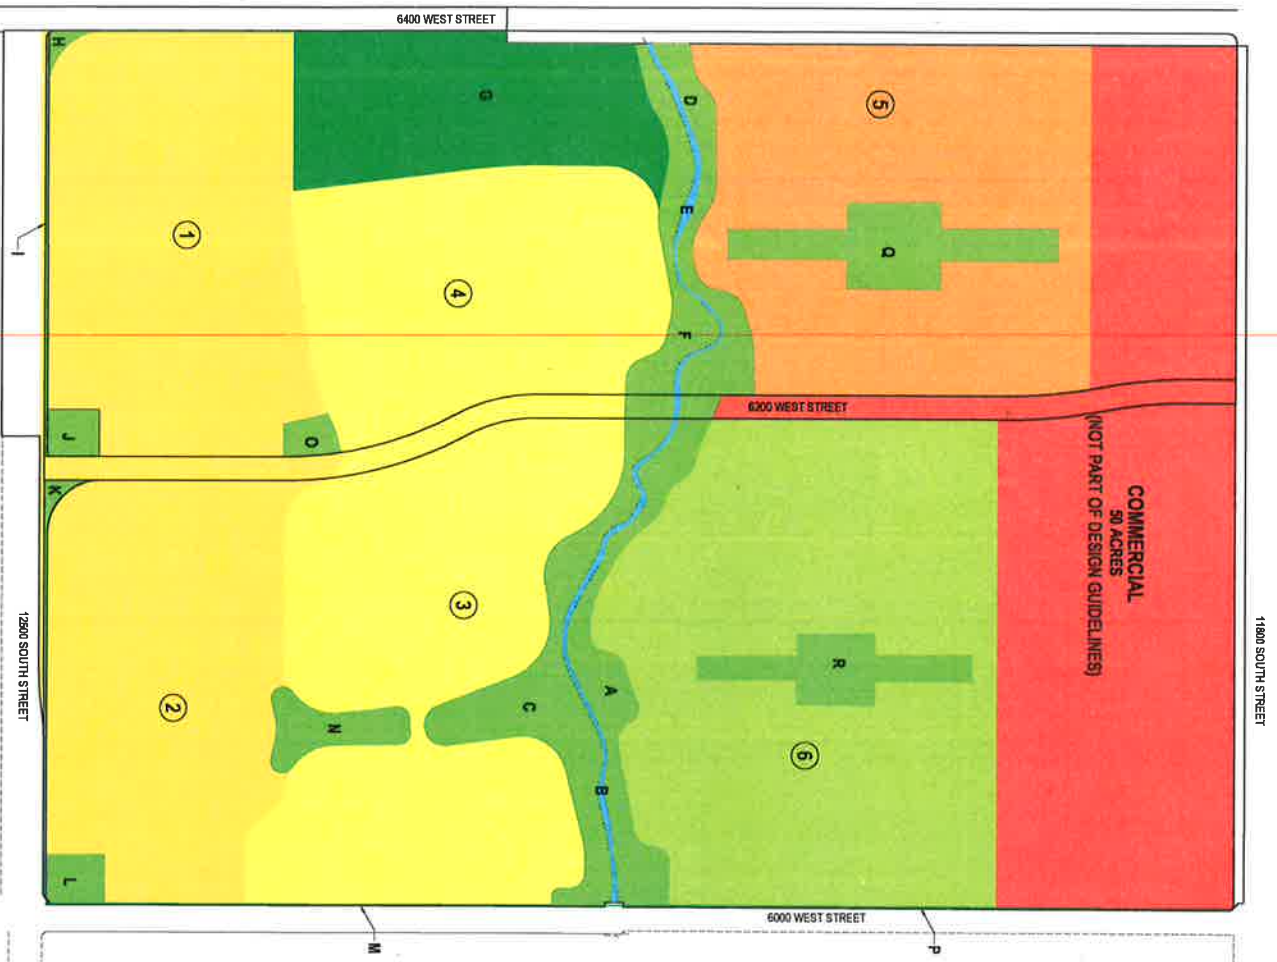 6400 WEST STREET
H
G
D
5
E
Q
1
I
4
F
6200 WEST STREET
J
O
K
COMMERCIAL
50 ACRES
(NOT PART OF DESIGN GUIDELINES)
12600 SOUTH STREET
11800 SOUTH STREET
3
R
A
C
2
N
6
B
L
6000 WEST STREET
M
P